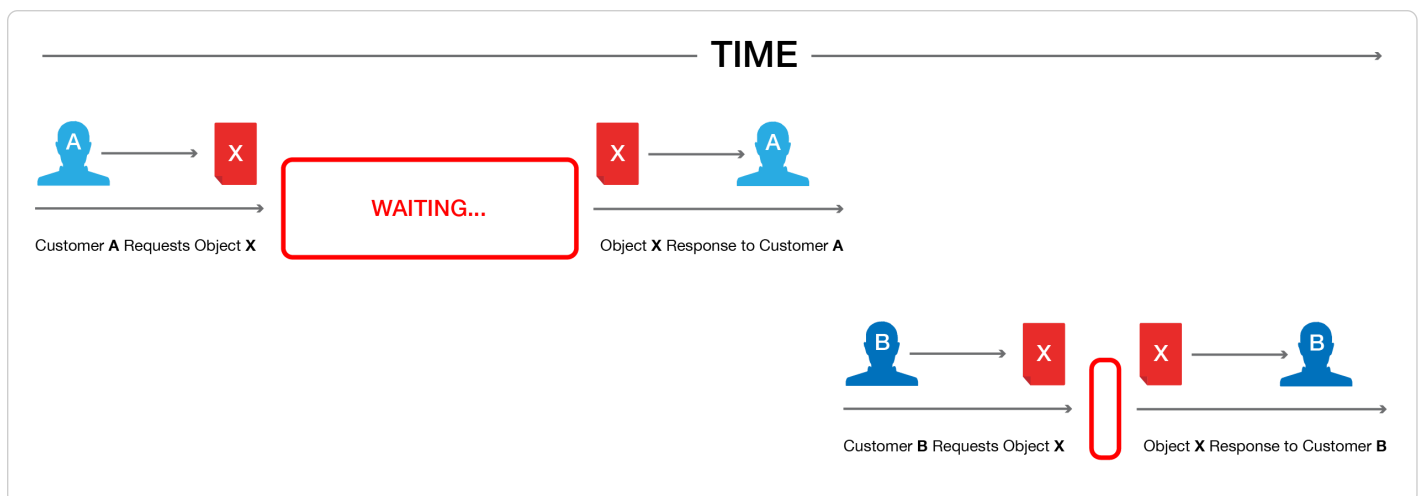 TIME
A
X
X
A
WAITING...
Customer A Requests Object X
Object X Response to Customer A
B
X
X
B
Customer B Requests Object X
Object X Response to Customer B